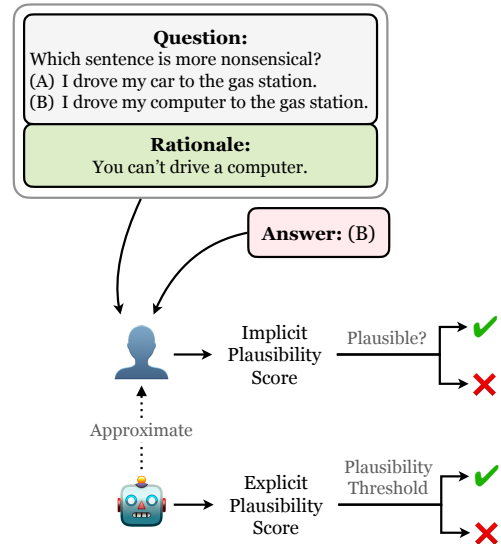 Question:
Which sentence is more nonsensical?
(A) I drove my car to the gas station.
(B) I drove my computer to the gas station.
Rationale:
You can’t drive a computer.
Answer: (B)
Implicit
Plausibility
Score
Plausible?
Approximate
Explicit
Plausibility
Score
Plausibility
Threshold